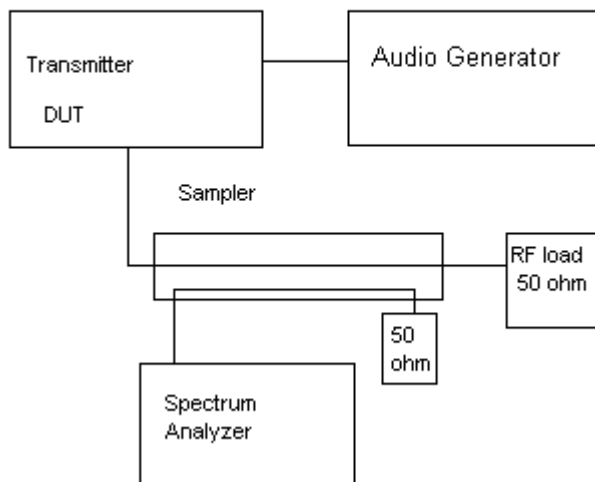 Transmitter
DUT
Audio Generator
Sampler
RF load
50 ohm
50
ohm
Spectrum
Analyzer